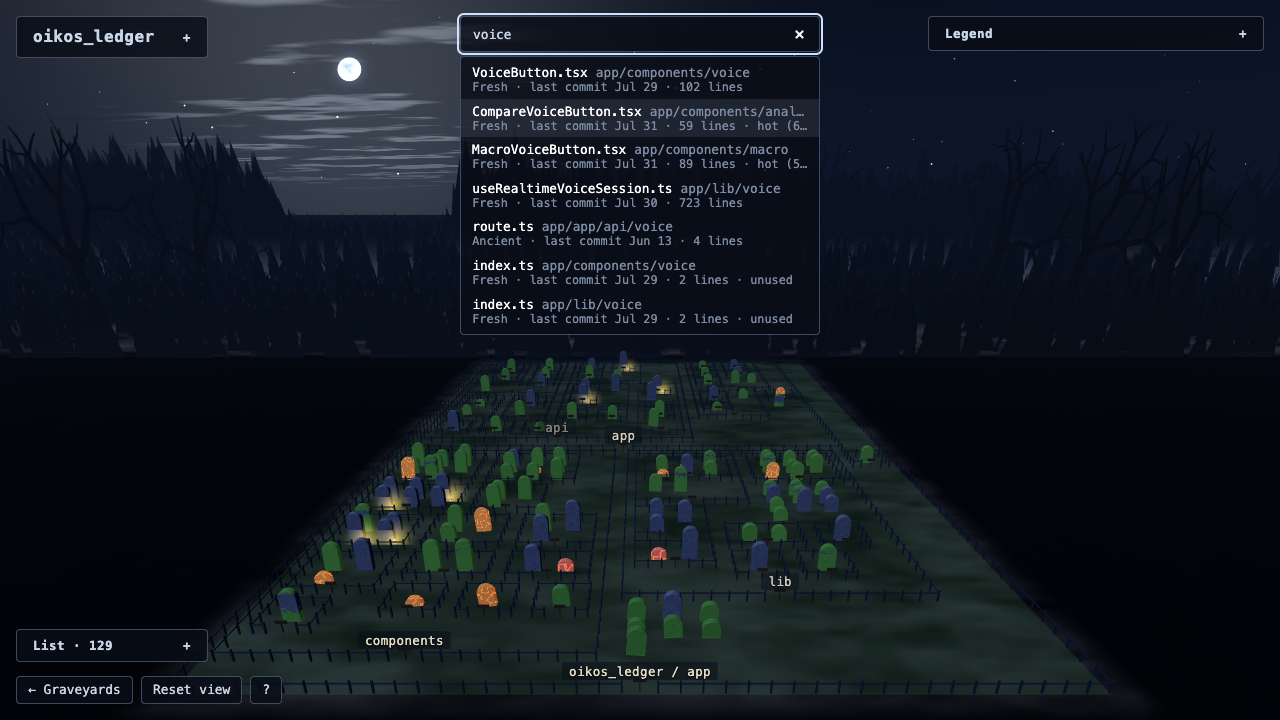 oikos_ledger +
voice ×
Legend +
VoiceButton.tsx app/components/voice
Fresh · last commit Jul 29 · 102 lines
CompareVoiceButton.tsx app/components/anal…
Fresh · last commit Jul 31 · 59 lines · hot (6…
MacroVoiceButton.tsx app/components/macro
Fresh · last commit Jul 31 · 89 lines · hot (5…
useRealtimeVoiceSession.ts app/lib/voice
Fresh · last commit Jul 30 · 723 lines
route.ts app/app/api/voice
Ancient · last commit Jun 13 · 4 lines
index.ts app/components/voice
Fresh · last commit Jul 29 · 2 lines · unused
index.ts app/lib/voice
Fresh · last commit Jul 29 · 2 lines · unused
api
app
lib
components
oikos_ledger / app
List · 129 +
← Graveyards
Reset view
?